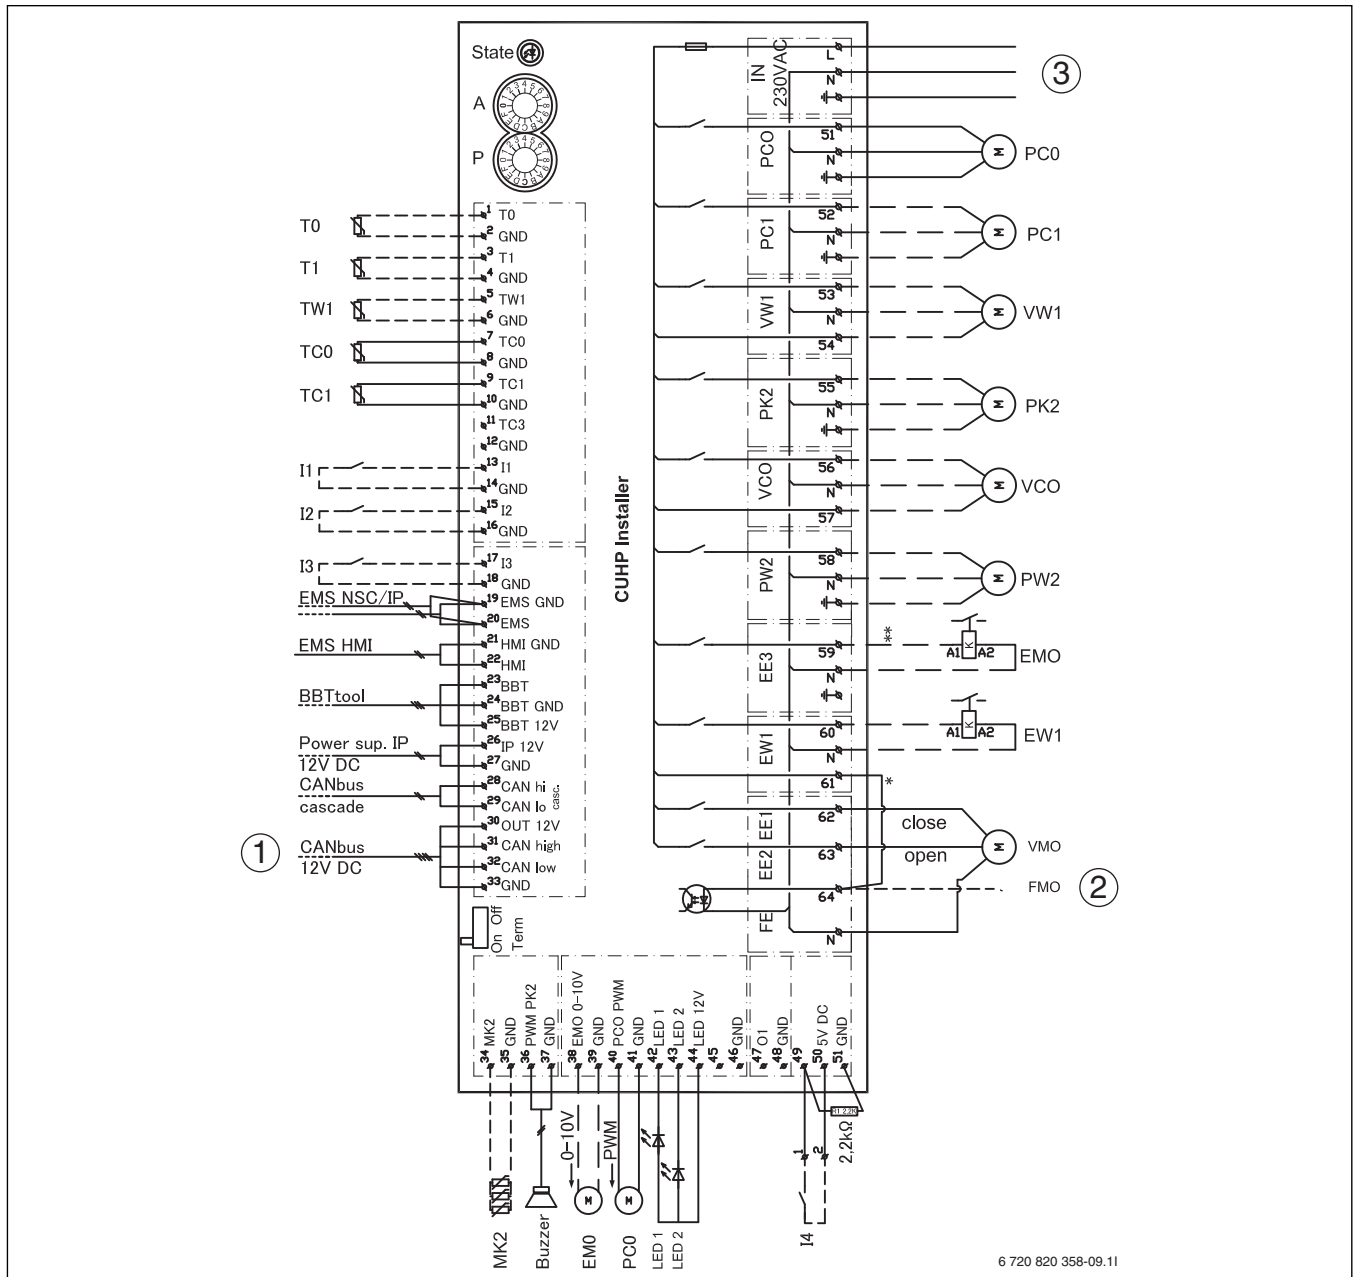 State
A
P
T0
T1
TW1
TC0
TC1
I1
I2
I3
EMS NSC/IP
EMS HMI
BBTtool
Power sup. IP
12V DC
CANbus
cascade
1
CANbus
12V DC
1 T0
2 GND
3 T1
4 GND
5 TW1
6 GND
7 TC0
8 GND
9 TC1
10 GND
11 TC3
12 GND
13 I1
14 GND
15 I2
16 GND
17 I3
18 GND
19 EMS GND
20 EMS
21 HMI GND
22 HMI
23 BBT
24 BBT GND
25 BBT 12V
26 IP 12V
27 GND
28 CAN hi
29 CAN lo
casc.
30 OUT 12V
31 CAN high
32 CAN low
33 GND
On Off
Term
CUHP Installer
IN
230VAC
L
N
3
PCO
51
N
M
PC0
PC1
52
N
M
PC1
VW1
53
N
54
M
VW1
PK2
55
N
M
PK2
VCO
56
N
57
M
VCO
PW2
58
N
M
PW2
EE3
59
N
**
A1 K A2
EMO
EW1
60
N
61
*
A1 K A2
EW1
EE1
62
close
EE2
63
open
M
VMO
FE
64
N
FMO
2
34 MK2
35 GND
36 PWM PK2
37 GND
38 EMO 0-10V
39 GND
40 PCO PWM
41 GND
42 LED 1
43 LED 2
44 LED 12V
45
46 GND
47 O1
48 GND
49
50 5V DC
51 GND
0-10V
PWM
M
M
R1 2.2K
2,2kΩ
1
2
MK2
Buzzer
EM0
PC0
LED 1
LED 2
I4
6 720 820 358-09.1I